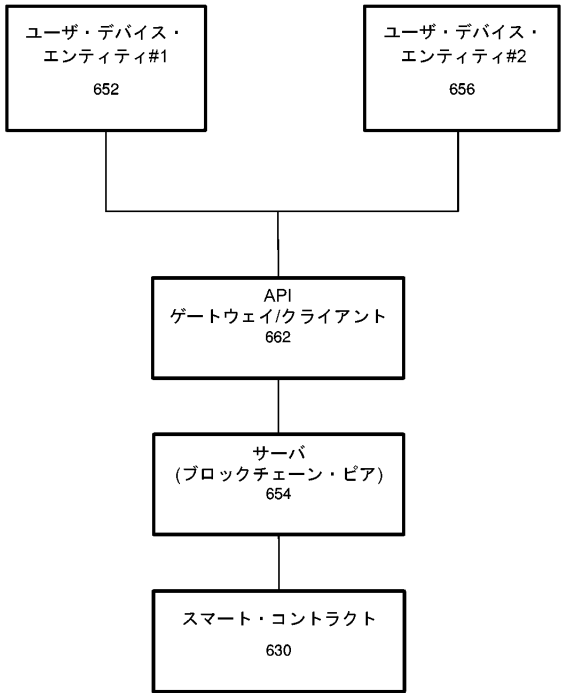 ユーザ・デバイス・
エンティティ#1
652
ユーザ・デバイス・
エンティティ#2
656
API
ゲートウェイ/クライアント
662
サーバ
(ブロックチェーン・ピア)
654
スマート・コントラクト
630